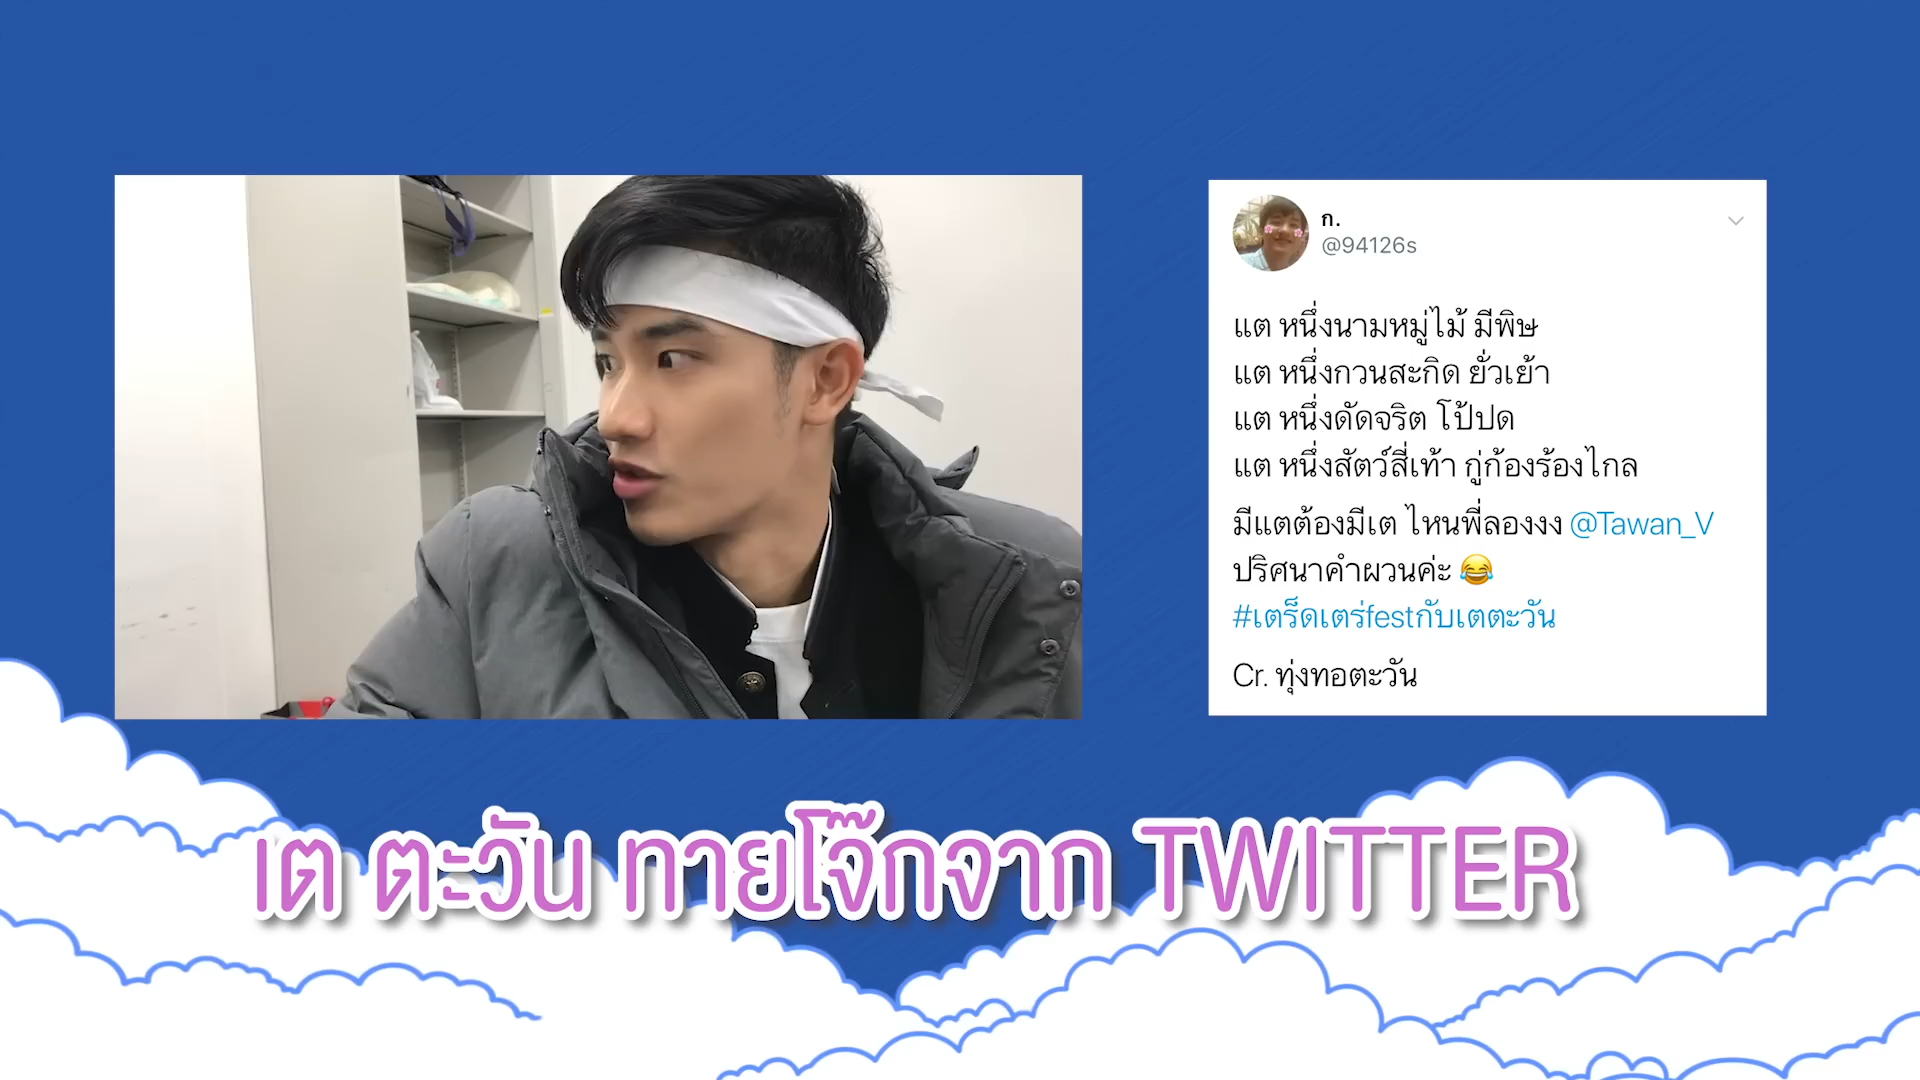 ก.
@94126s
แต หนึ่งนามหมู่ไม้ มีพิษ
แต หนึ่งกวนสะกิด ยั่วเย้า
แต หนึ่งดัดจริต โป้ปด
แต หนึ่งสัตว์สี่เท้า กู่ก้องร้องไกล
มีแตต้องมีเต ไหนพี่ลองงง @Tawan_V
ปริศนาคำผวนค่ะ 😂
#เตร็ดเตร่festกับเตตะวัน
Cr. ทุ่งทอตะวัน
เต ตะวัน ทายโจ๊กจาก TWITTER